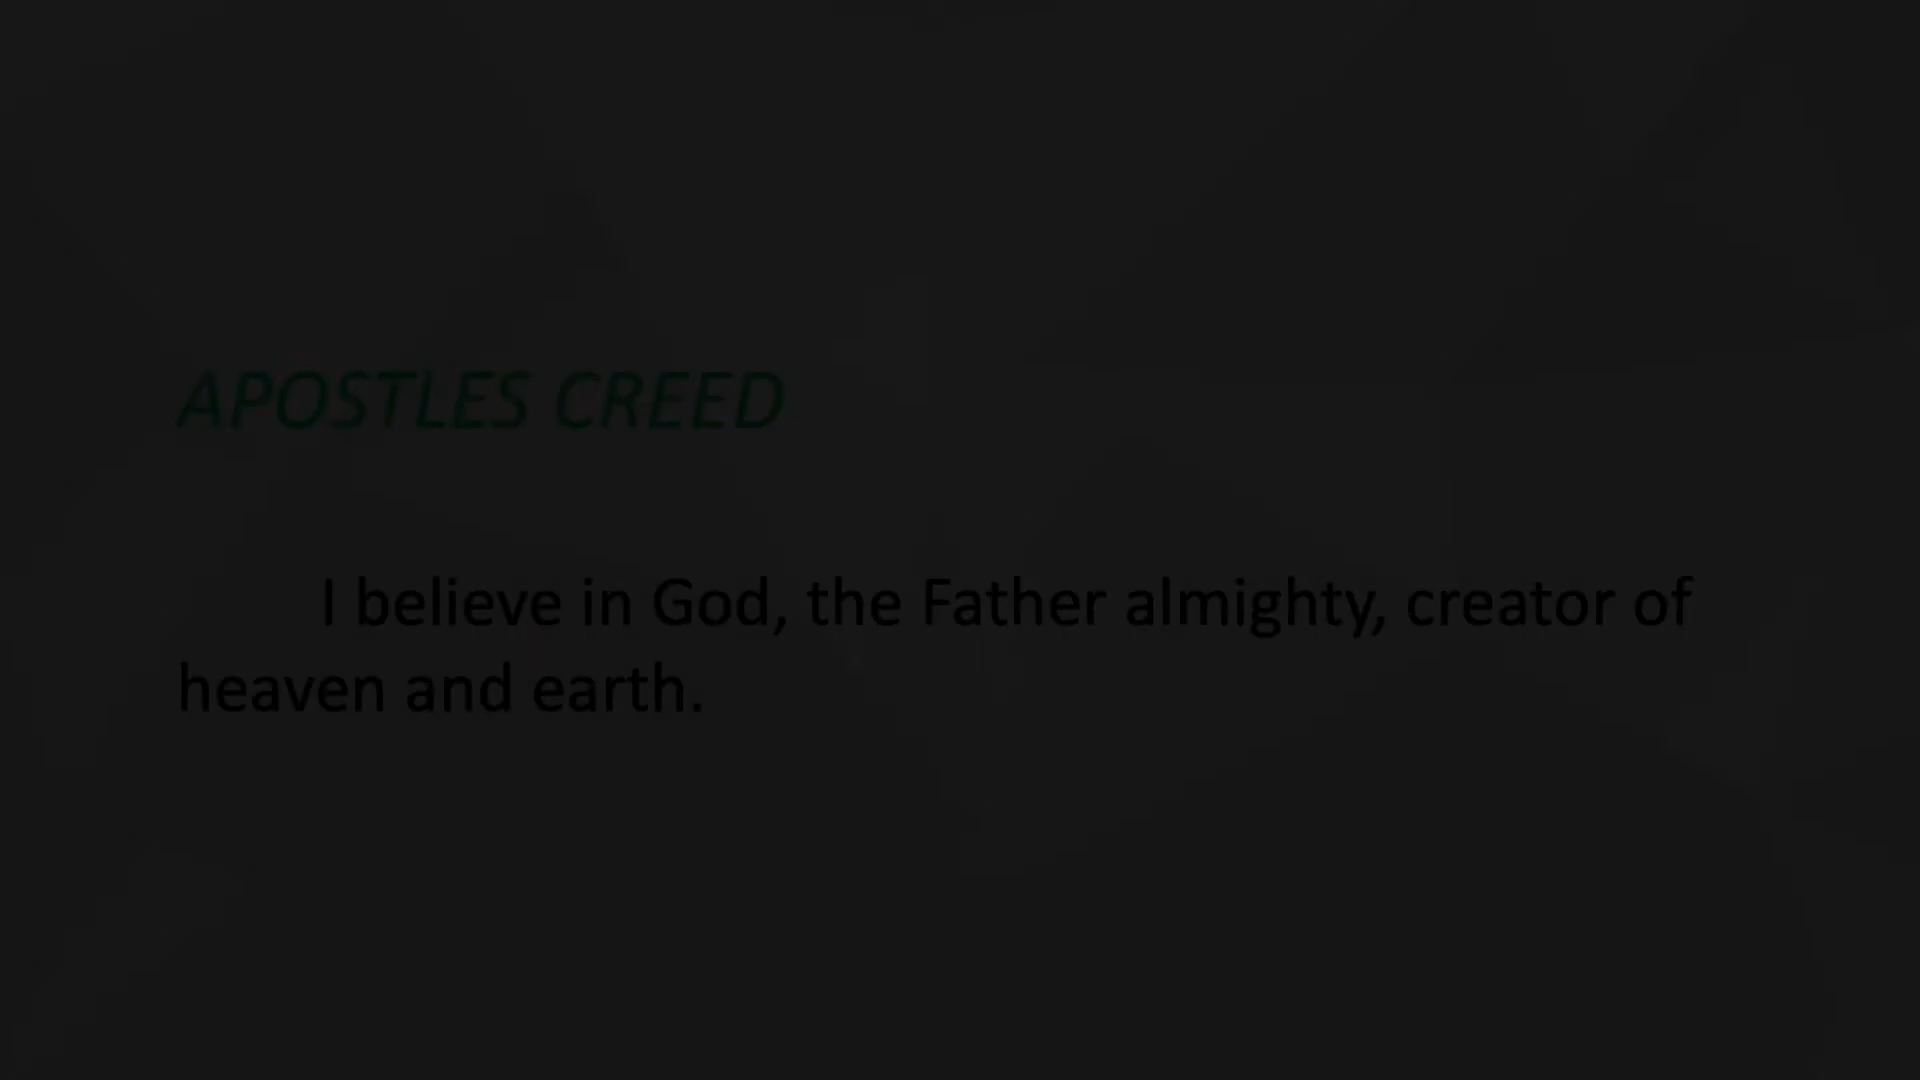 APOSTLES CREED
I believe in God, the Father almighty, creator of
heaven and earth.